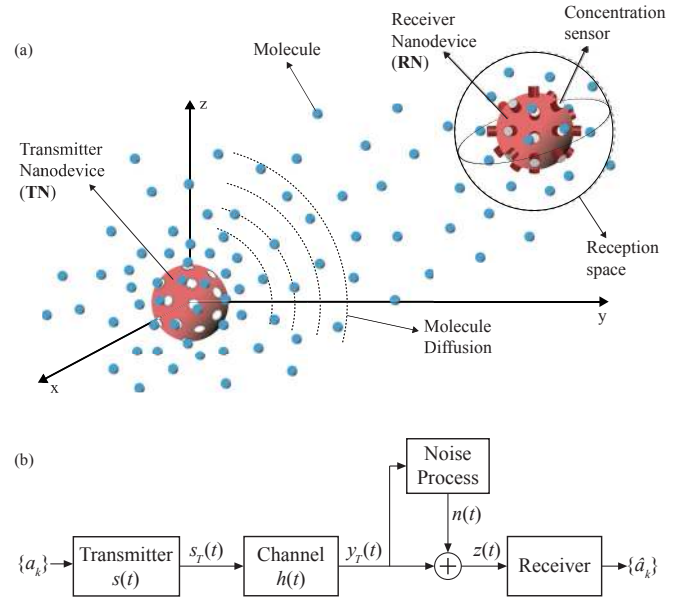 (a)
Molecule
Receiver
Nanodevice
(RN)
Concentration
sensor
z
Transmitter
Nanodevice
(TN)
Reception
space
y
Molecule
Diffusion
x
(b)
Noise
Process
n(t)
{a_k}
Transmitter
s(t)
s_T(t)
Channel
h(t)
y_T(t)
+
z(t)
Receiver
{â_k}